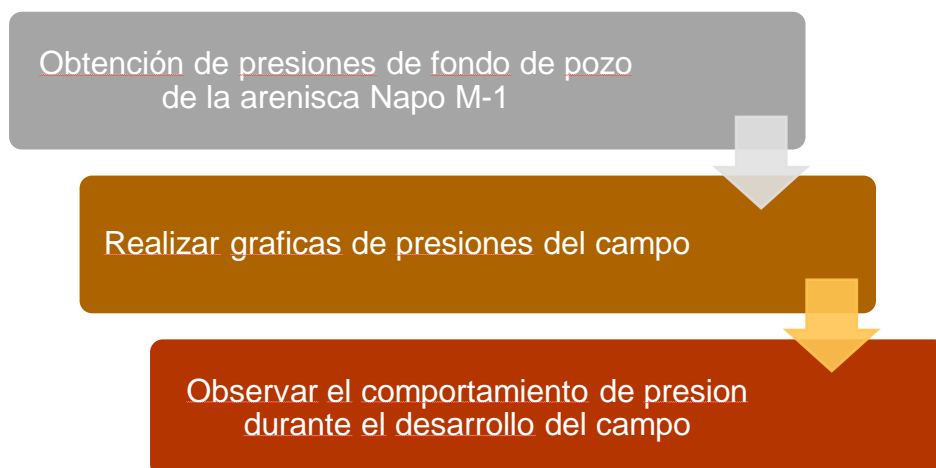 Obtención de presiones de fondo de pozo
de la arenisca Napo M-1
Realizar graficas de presiones del campo
Observar el comportamiento de presion
durante el desarrollo del campo